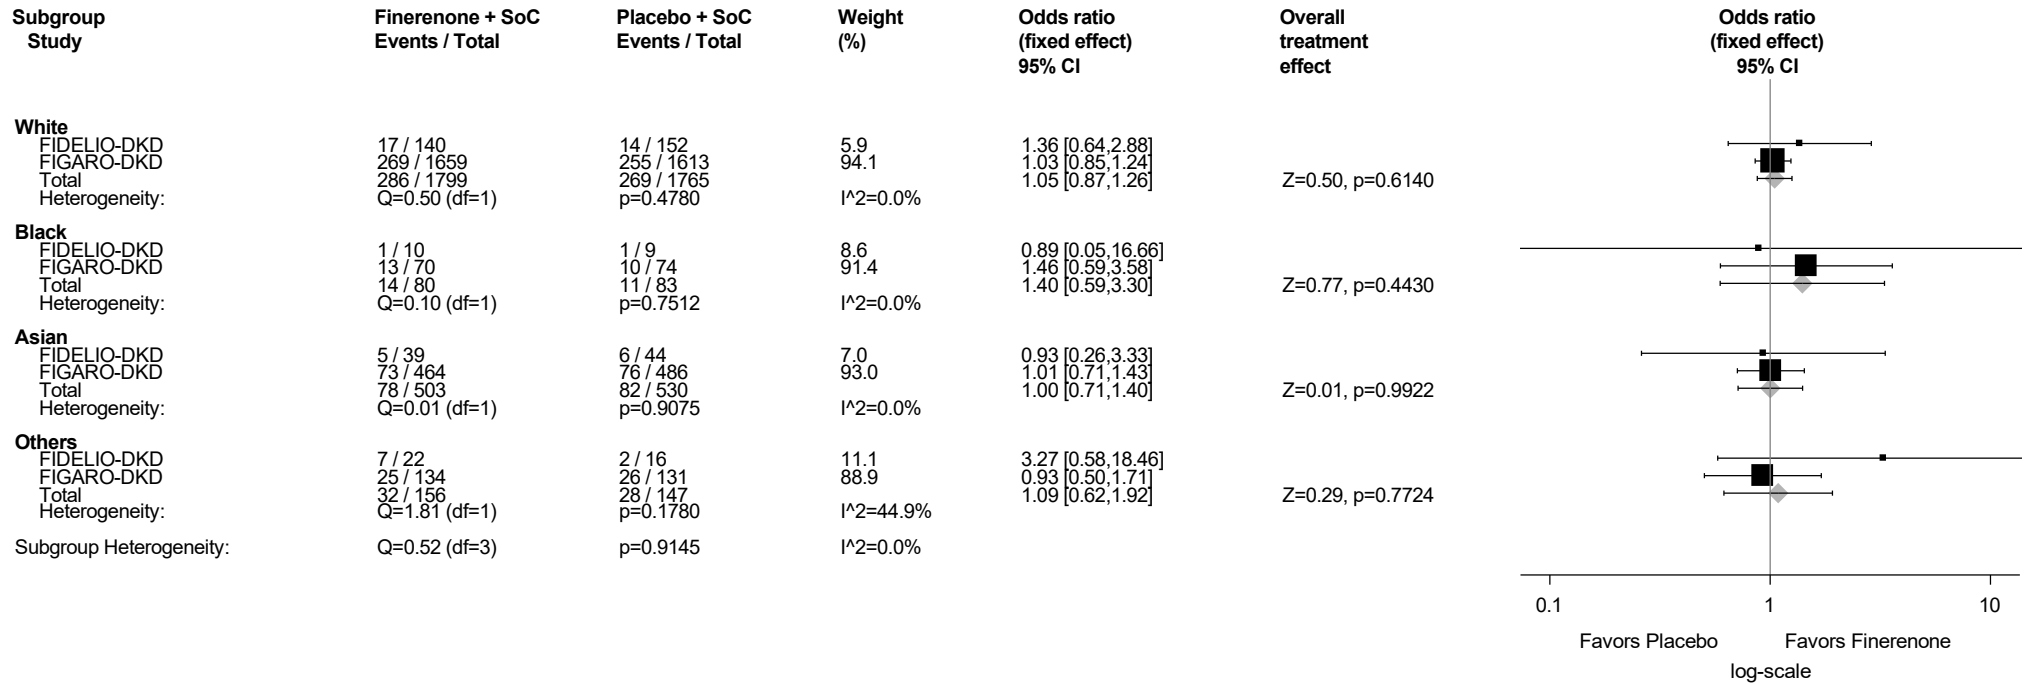 Subgroup Finerenone + SoC Placebo + SoC Weight Odds ratio Overall Odds ratio
Study Events / Total Events / Total (%) (fixed effect) treatment (fixed effect)
95% CI effect 95% CI
White
FIDELIO-DKD 17 / 140 14 / 152 5.9 1.36 [0.64,2.88]
FIGARO-DKD 269 / 1659 255 / 1613 94.1 1.03 [0.85,1.24]
Total 286 / 1799 269 / 1765 1.05 [0.87,1.26] Z=0.50, p=0.6140
Heterogeneity: Q=0.50 (df=1) p=0.4780 I^2=0.0%
Black
FIDELIO-DKD 1 / 10 1 / 9 8.6 0.89 [0.05,16.66]
FIGARO-DKD 13 / 70 10 / 74 91.4 1.46 [0.59,3.58]
Total 14 / 80 11 / 83 1.40 [0.59,3.30] Z=0.77, p=0.4430
Heterogeneity: Q=0.10 (df=1) p=0.7512 I^2=0.0%
Asian
FIDELIO-DKD 5 / 39 6 / 44 7.0 0.93 [0.26,3.33]
FIGARO-DKD 73 / 464 76 / 486 93.0 1.01 [0.71,1.43]
Total 78 / 503 82 / 530 1.00 [0.71,1.40] Z=0.01, p=0.9922
Heterogeneity: Q=0.01 (df=1) p=0.9075 I^2=0.0%
Others
FIDELIO-DKD 7 / 22 2 / 16 11.1 3.27 [0.58,18.46]
FIGARO-DKD 25 / 134 26 / 131 88.9 0.93 [0.50,1.71]
Total 32 / 156 28 / 147 1.09 [0.62,1.92] Z=0.29, p=0.7724
Heterogeneity: Q=1.81 (df=1) p=0.1780 I^2=44.9%
Subgroup Heterogeneity: Q=0.52 (df=3) p=0.9145 I^2=0.0%
0.1 1 10
Favors Placebo Favors Finerenone
log-scale